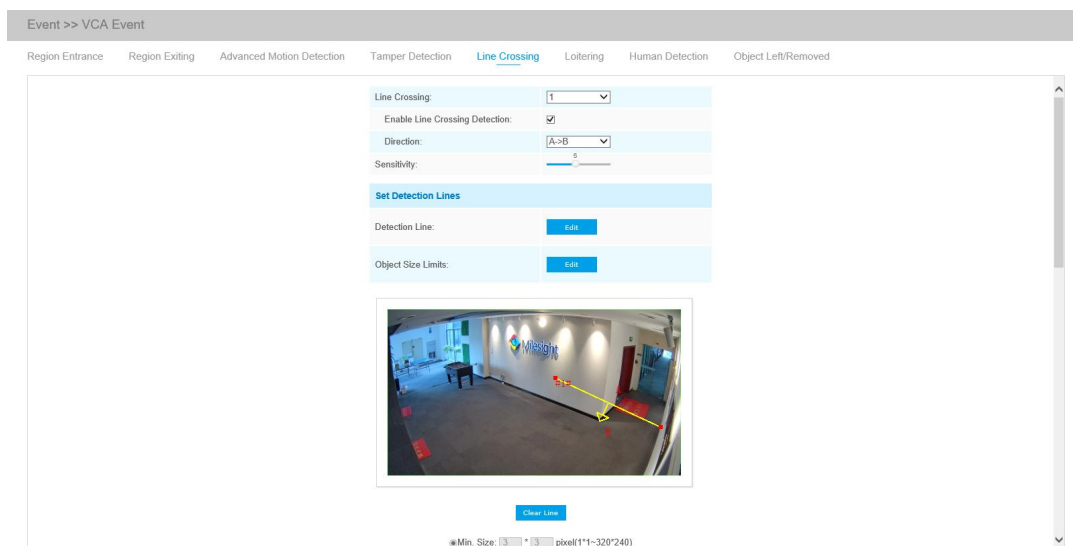 Event >> VCA Event
Region Entrance Region Exiting Advanced Motion Detection Tamper Detection Line Crossing Loitering Human Detection Object Left/Removed
Line Crossing: 1
Enable Line Crossing Detection:
Direction: A->B
Sensitivity: 5
Set Detection Lines
Detection Line: Edit
Object Size Limits: Edit
Milesight
Clear Line
Min. Size: 3 * 3 pixel(1*1~320*240)